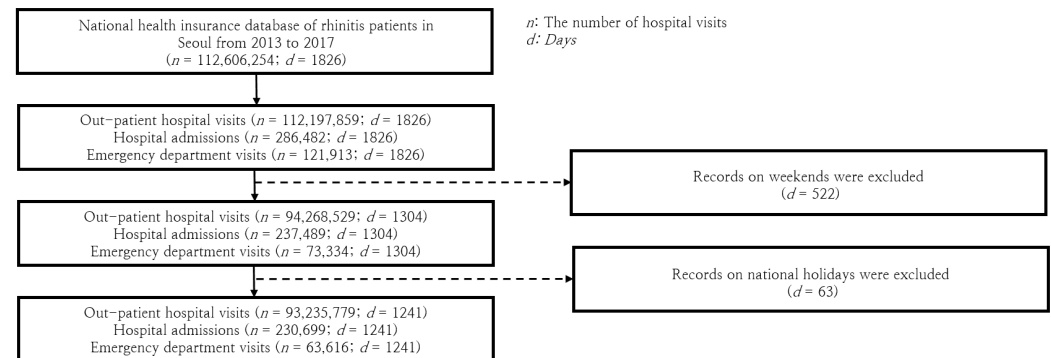 National health insurance database of rhinitis patients in
Seoul from 2013 to 2017
(n = 112,606,254; d = 1826)
n: The number of hospital visits
d: Days
Out-patient hospital visits (n = 112,197,859; d = 1826)
Hospital admissions (n = 286,482; d = 1826)
Emergency department visits (n = 121,913; d = 1826)
Records on weekends were excluded
(d = 522)
Out-patient hospital visits (n = 94,268,529; d = 1304)
Hospital admissions (n = 237,489; d = 1304)
Emergency department visits (n = 73,334; d = 1304)
Records on national holidays were excluded
(d = 63)
Out-patient hospital visits (n = 93,235,779; d = 1241)
Hospital admissions (n = 230,699; d = 1241)
Emergency department visits (n = 63,616; d = 1241)